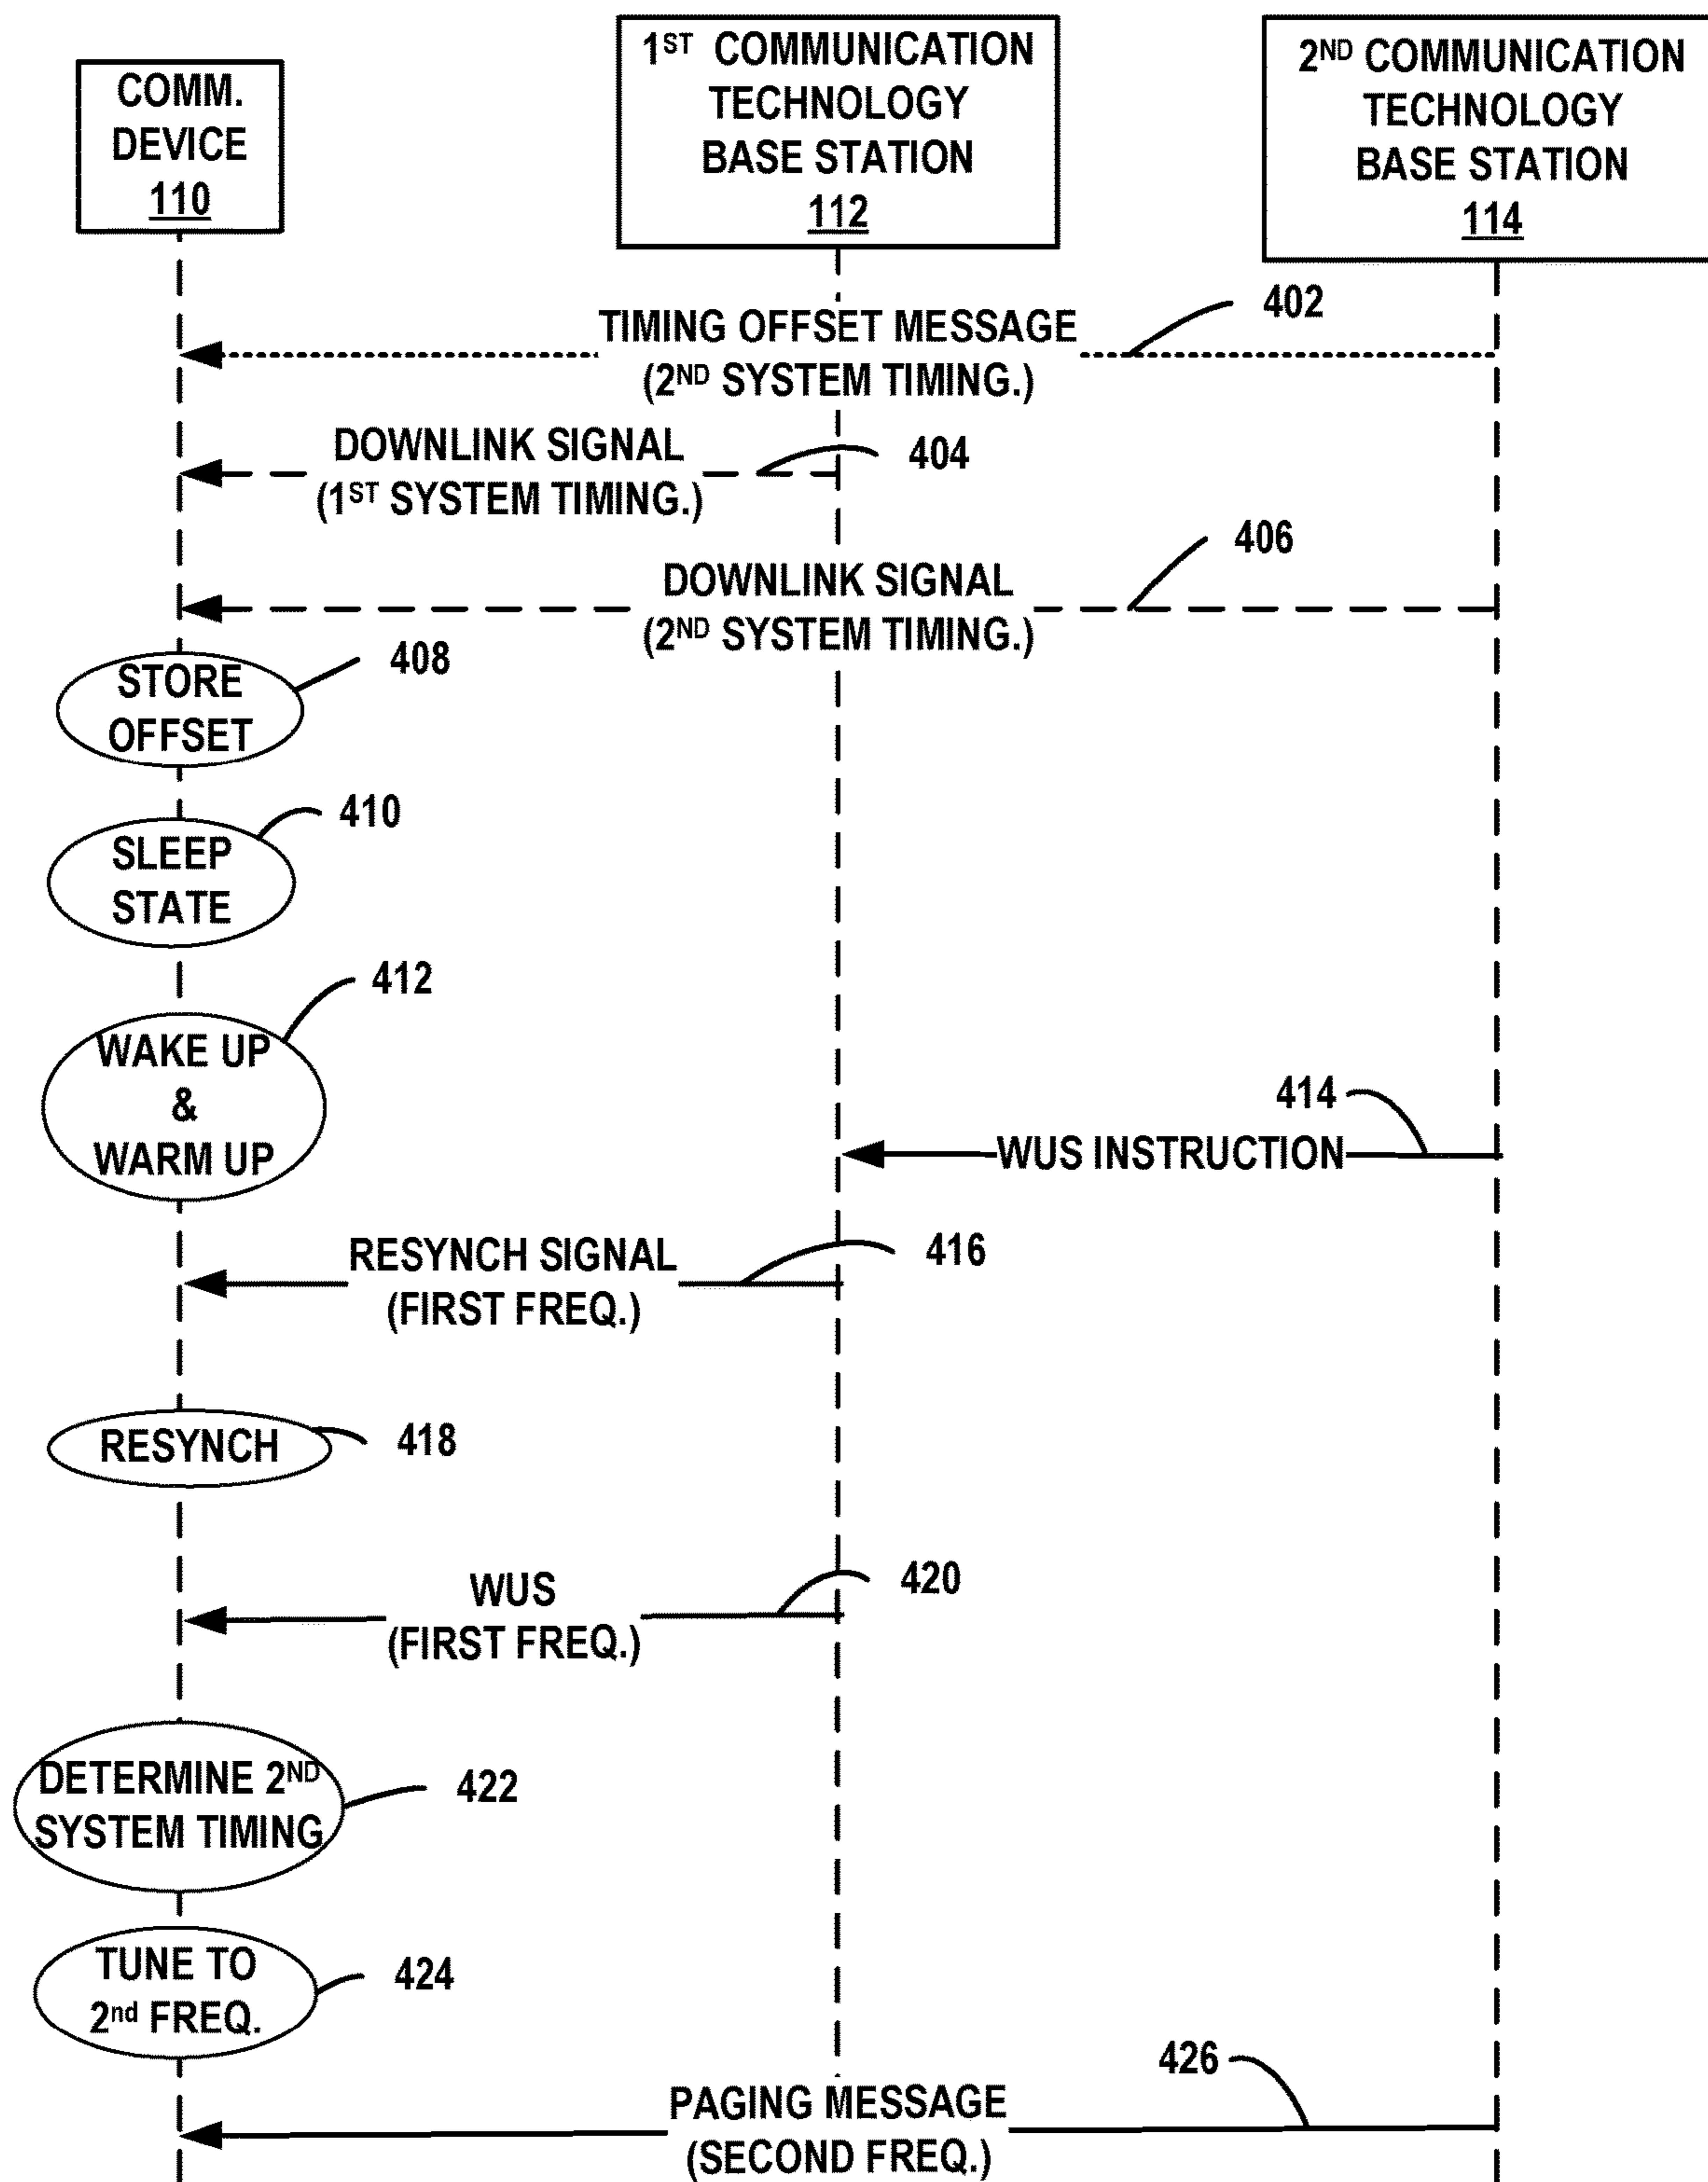 COMM.
DEVICE
110
1ST COMMUNICATION
TECHNOLOGY
BASE STATION
112
2ND COMMUNICATION
TECHNOLOGY
BASE STATION
114
402
TIMING OFFSET MESSAGE
(2ND SYSTEM TIMING.)
404
DOWNLINK SIGNAL
(1ST SYSTEM TIMING.)
406
DOWNLINK SIGNAL
(2ND SYSTEM TIMING.)
408
STORE
OFFSET
410
SLEEP
STATE
412
WAKE UP
&
WARM UP
414
WUS INSTRUCTION
416
RESYNCH SIGNAL
(FIRST FREQ.)
418
RESYNCH
420
WUS
(FIRST FREQ.)
422
DETERMINE 2ND
SYSTEM TIMING
424
TUNE TO
2nd FREQ.
426
PAGING MESSAGE
(SECOND FREQ.)